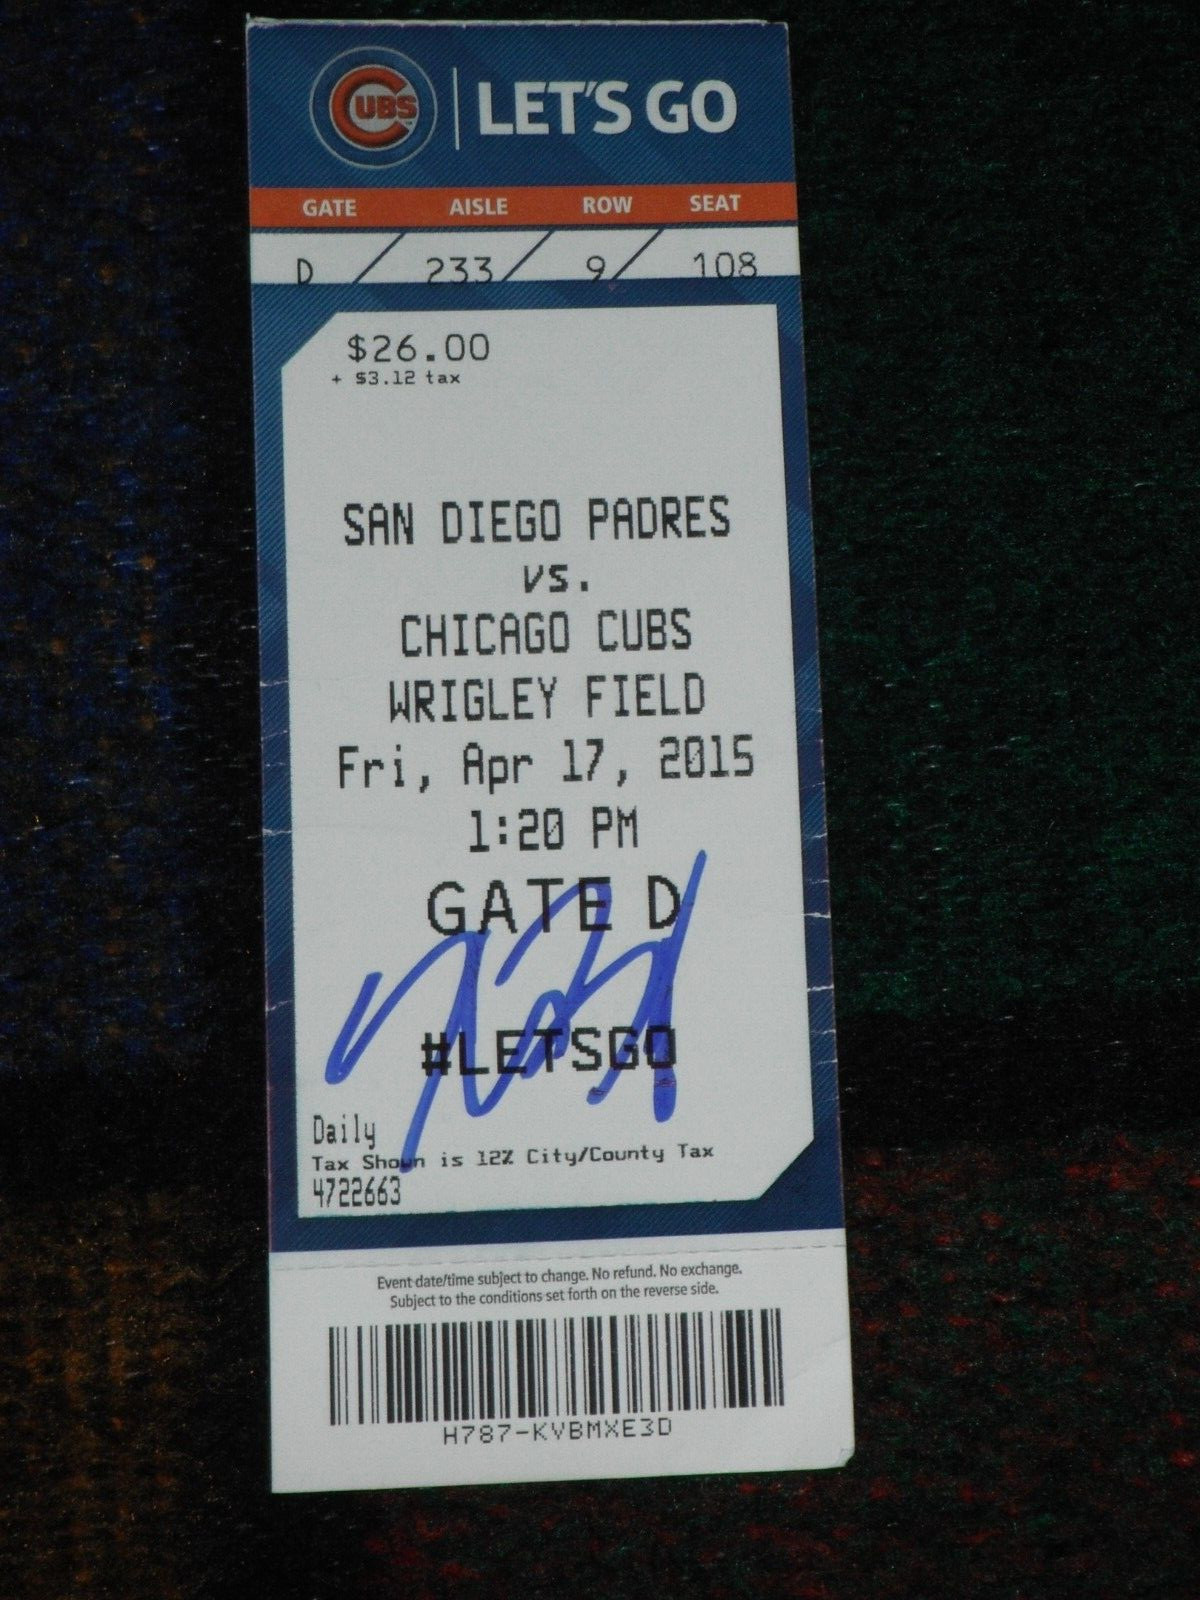 CUBS LET'S GO
GATE AISLE ROW SEAT
D 233 9 108
$26.00
+ $3.12 tax
SAN DIEGO PADRES
vs.
CHICAGO CUBS
WRIGLEY FIELD
Fri, Apr 17, 2015
1:20 PM
GATE D
#LETSGO
Daily
Tax Shown is 12% City/County Tax
4722663
Event date/time subject to change. No refund. No exchange.
Subject to the conditions set forth on the reverse side.
H787-KVBMXE3D